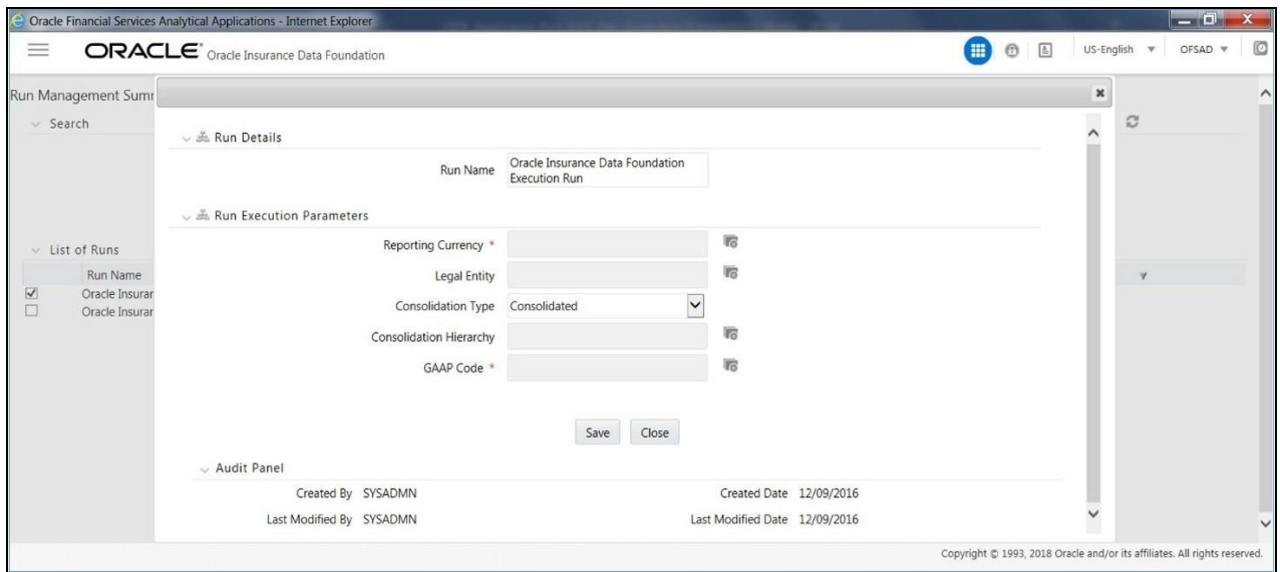 Oracle Financial Services Analytical Applications - Internet Explorer
ORACLE Oracle Insurance Data Foundation
US-English OFSAD
Run Management Sumr
Search
Run Details
Run Name Oracle Insurance Data Foundation
Execution Run
Run Execution Parameters
Reporting Currency *
List of Runs
Legal Entity
Run Name
Oracle Insurar
Consolidation Type Consolidated
Oracle Insurar
Consolidation Hierarchy
GAAP Code *
Save Close
Audit Panel
Created By SYSADMN Created Date 12/09/2016
Last Modified By SYSADMN Last Modified Date 12/09/2016
Copyright © 1993, 2018 Oracle and/or its affiliates. All rights reserved.